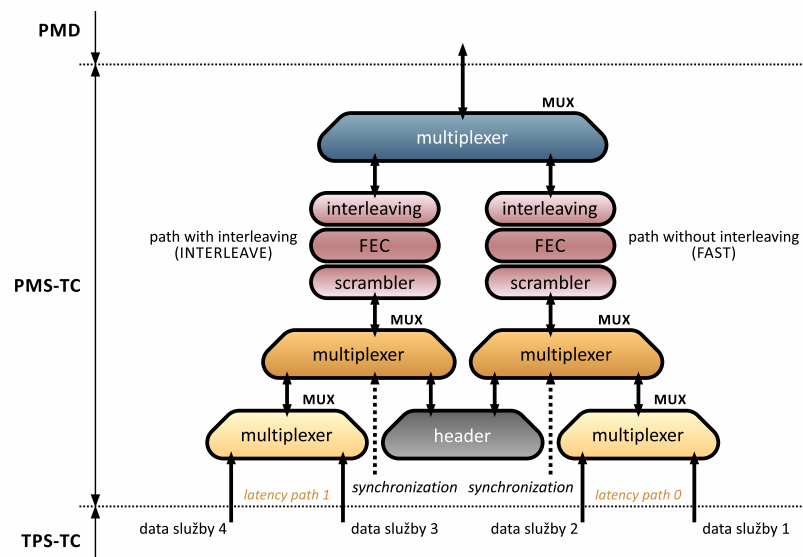 PMD
MUX
multiplexer
interleaving
interleaving
path with interleaving
(INTERLEAVE)
FEC
FEC
path without interleaving
(FAST)
PMS-TC
scrambler
scrambler
MUX
MUX
multiplexer
multiplexer
MUX
MUX
multiplexer
header
multiplexer
latency path 1
synchronization
synchronization
latency path 0
TPS-TC
data služby 4
data služby 3
data služby 2
data služby 1